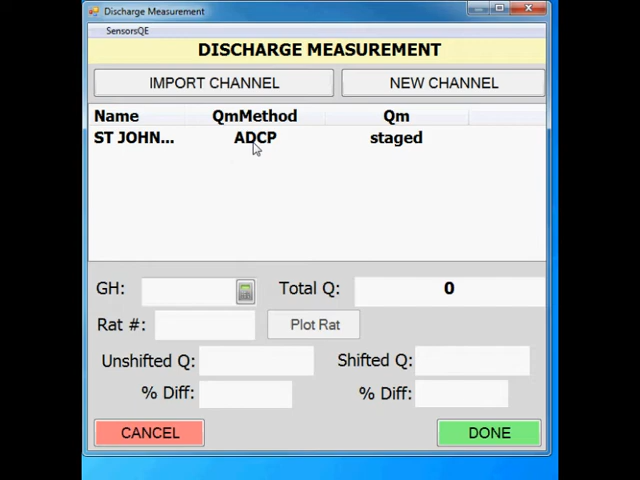 Discharge Measurement
SensorsQE
DISCHARGE MEASUREMENT
IMPORT CHANNEL NEW CHANNEL
Name QmMethod Qm
ST JOHN... ADCP staged
GH: Total Q: 0
Rat #: Plot Rat
Unshifted Q: Shifted Q:
% Diff: % Diff:
CANCEL DONE